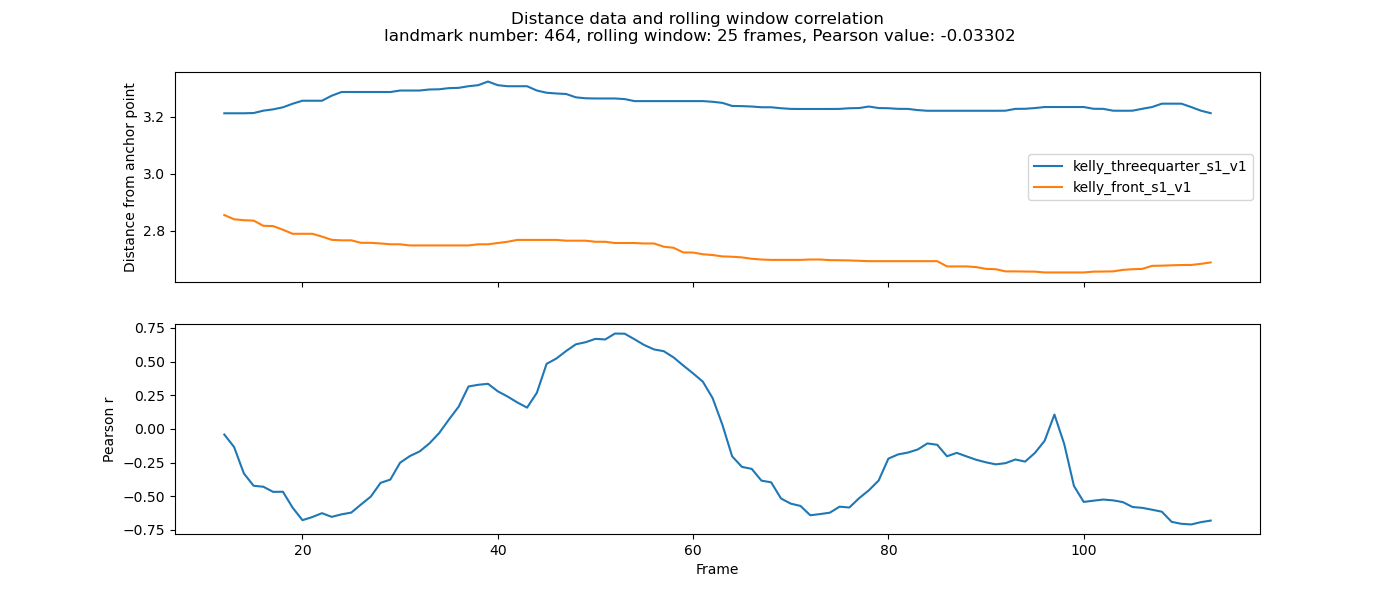 Distance data and rolling window correlation
landmark number: 464, rolling window: 25 frames, Pearson value: -0.03302
Distance from anchor point
3.2
3.0
2.8
kelly_threequarter_s1_v1
kelly_front_s1_v1
Pearson r
0.75
0.50
0.25
0.00
−0.25
−0.50
−0.75
20 40 60 80 100
Frame